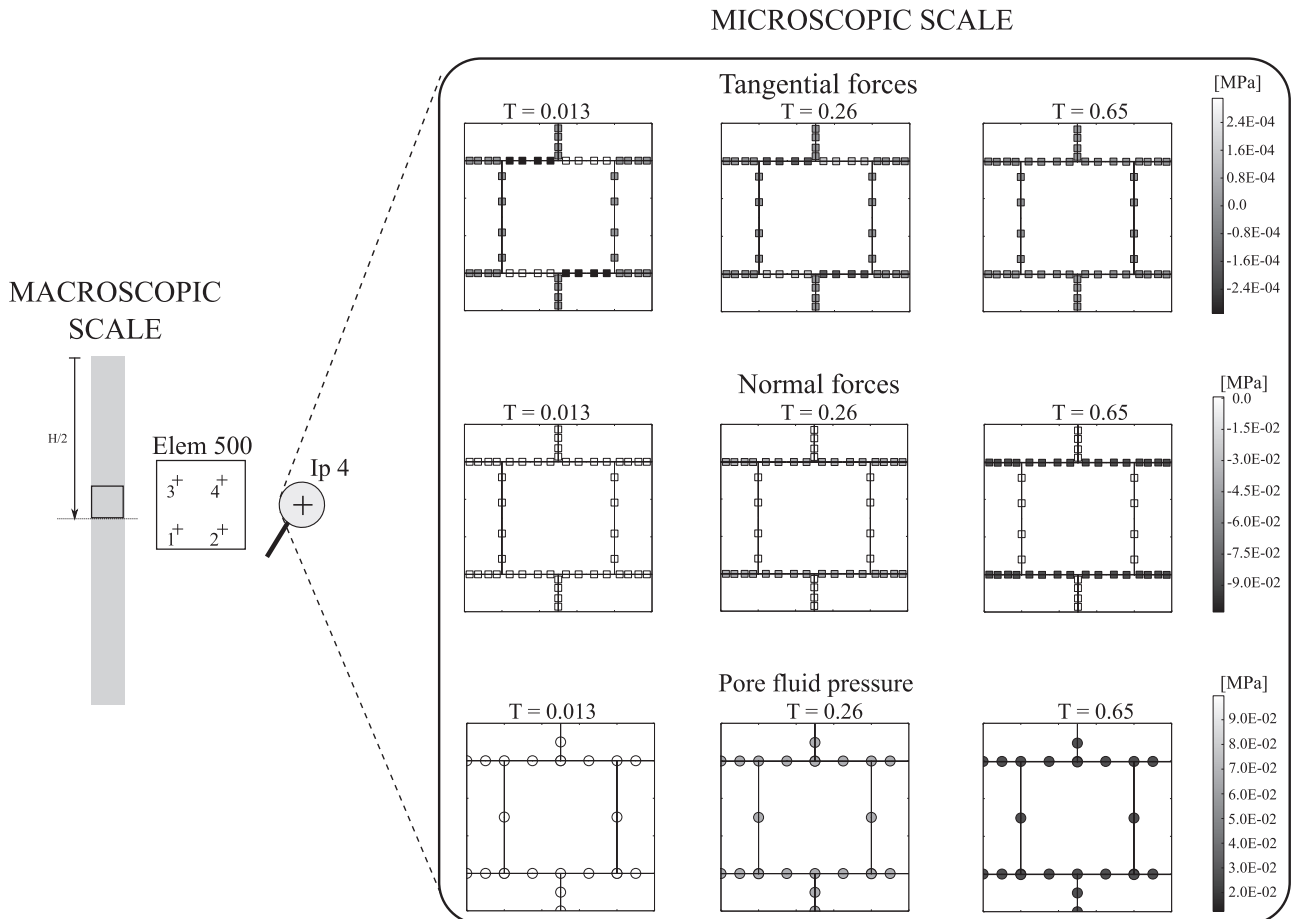 MICROSCOPIC SCALE
Tangential forces
T = 0.013
T = 0.26
T = 0.65
[MPa]
2.4E-04
1.6E-04
0.8E-04
0.0
-0.8E-04
-1.6E-04
-2.4E-04
MACROSCOPIC
SCALE
H/2
Elem 500
3
4
1
2
Ip 4
Normal forces
T = 0.013
T = 0.26
T = 0.65
[MPa]
0.0
-1.5E-02
-3.0E-02
-4.5E-02
-6.0E-02
-7.5E-02
-9.0E-02
Pore fluid pressure
T = 0.013
T = 0.26
T = 0.65
[MPa]
9.0E-02
8.0E-02
7.0E-02
6.0E-02
5.0E-02
4.0E-02
3.0E-02
2.0E-02